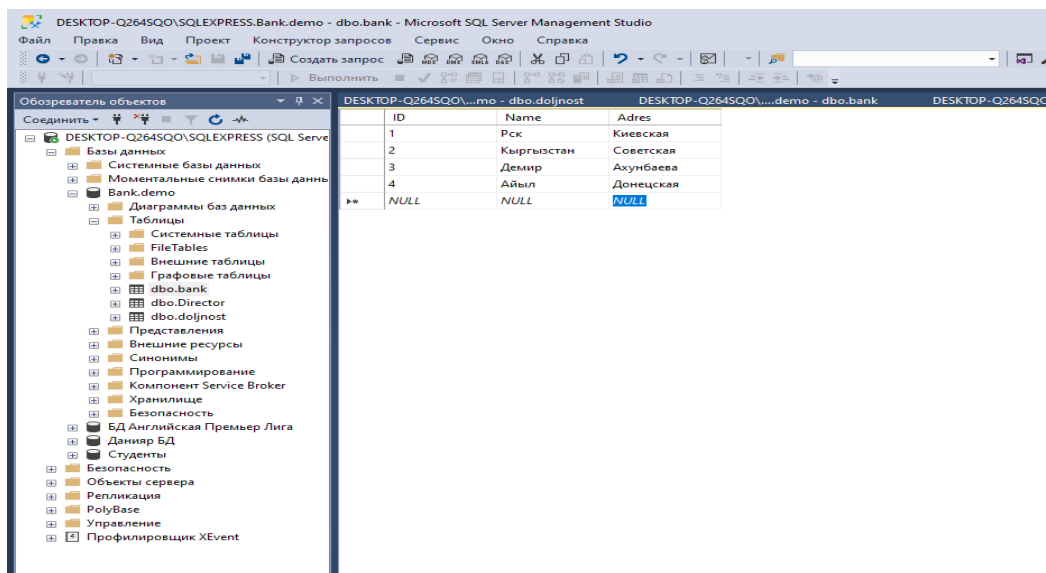 DESKTOP-Q264SQO\SQLEXPRESS.Bank.demo - dbo.bank - Microsoft SQL Server Management Studio
Файл Правка Вид Проект Конструктор запросов Сервис Окно Справка
Создать запрос
Выполнить
Обозреватель объектов
Соединить
DESKTOP-Q264SQO\SQLEXPRESS (SQL Serve
Базы данных
Системные базы данных
Моментальные снимки базы даннь
Bank.demo
Диаграммы баз данных
Таблицы
Системные таблицы
FileTables
Внешние таблицы
Графовые таблицы
dbo.bank
dbo.Director
dbo.doljnost
Представления
Внешние ресурсы
Синонимы
Программирование
Компонент Service Broker
Хранилище
Безопасность
БД Английская Премьер Лига
Данияр БД
Студенты
Безопасность
Объекты сервера
Репликация
PolyBase
Управление
Профилировщик XEvent
DESKTOP-Q264SQO\...mo - dbo.doljnost DESKTOP-Q264SQO\....demo - dbo.bank DESKTOP-Q264SQO
ID Name Adres
1 Рск Киевская
2 Кыргызстан Советская
3 Демир Ахунбаева
4 Айыл Донецская
NULL NULL NULL